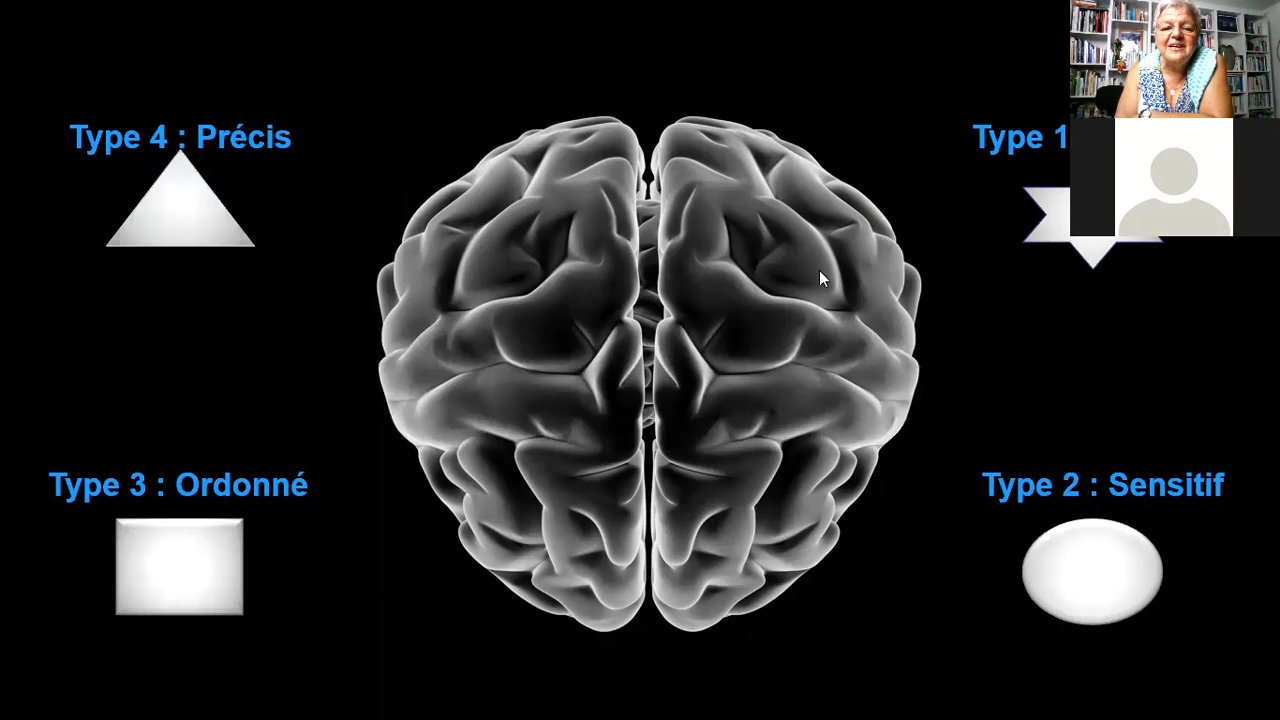 Type 4 : Précis
Type 1
Type 3 : Ordonné
Type 2 : Sensitif